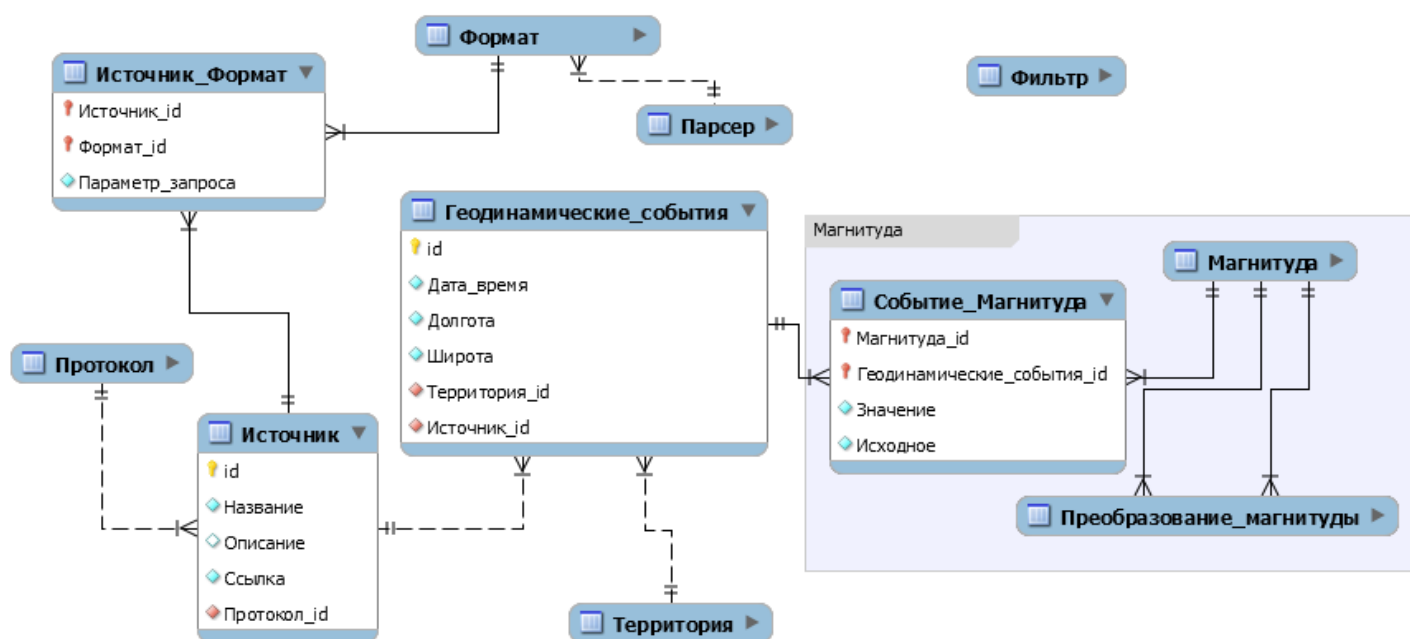 Формат
Источник_Формат
Источник_id
Формат_id
Параметр_запроса
Парсер
Фильтр
Геодинамические_события
id
Дата_время
Долгота
Широта
Территория_id
Источник_id
Магнитуда
Магнитуда
Событие_Магнитуда
Магнитуда_id
Геодинамические_события_id
Значение
Исходное
Преобразование_магнитуды
Протокол
Источник
id
Название
Описание
Ссылка
Протокол_id
Территория